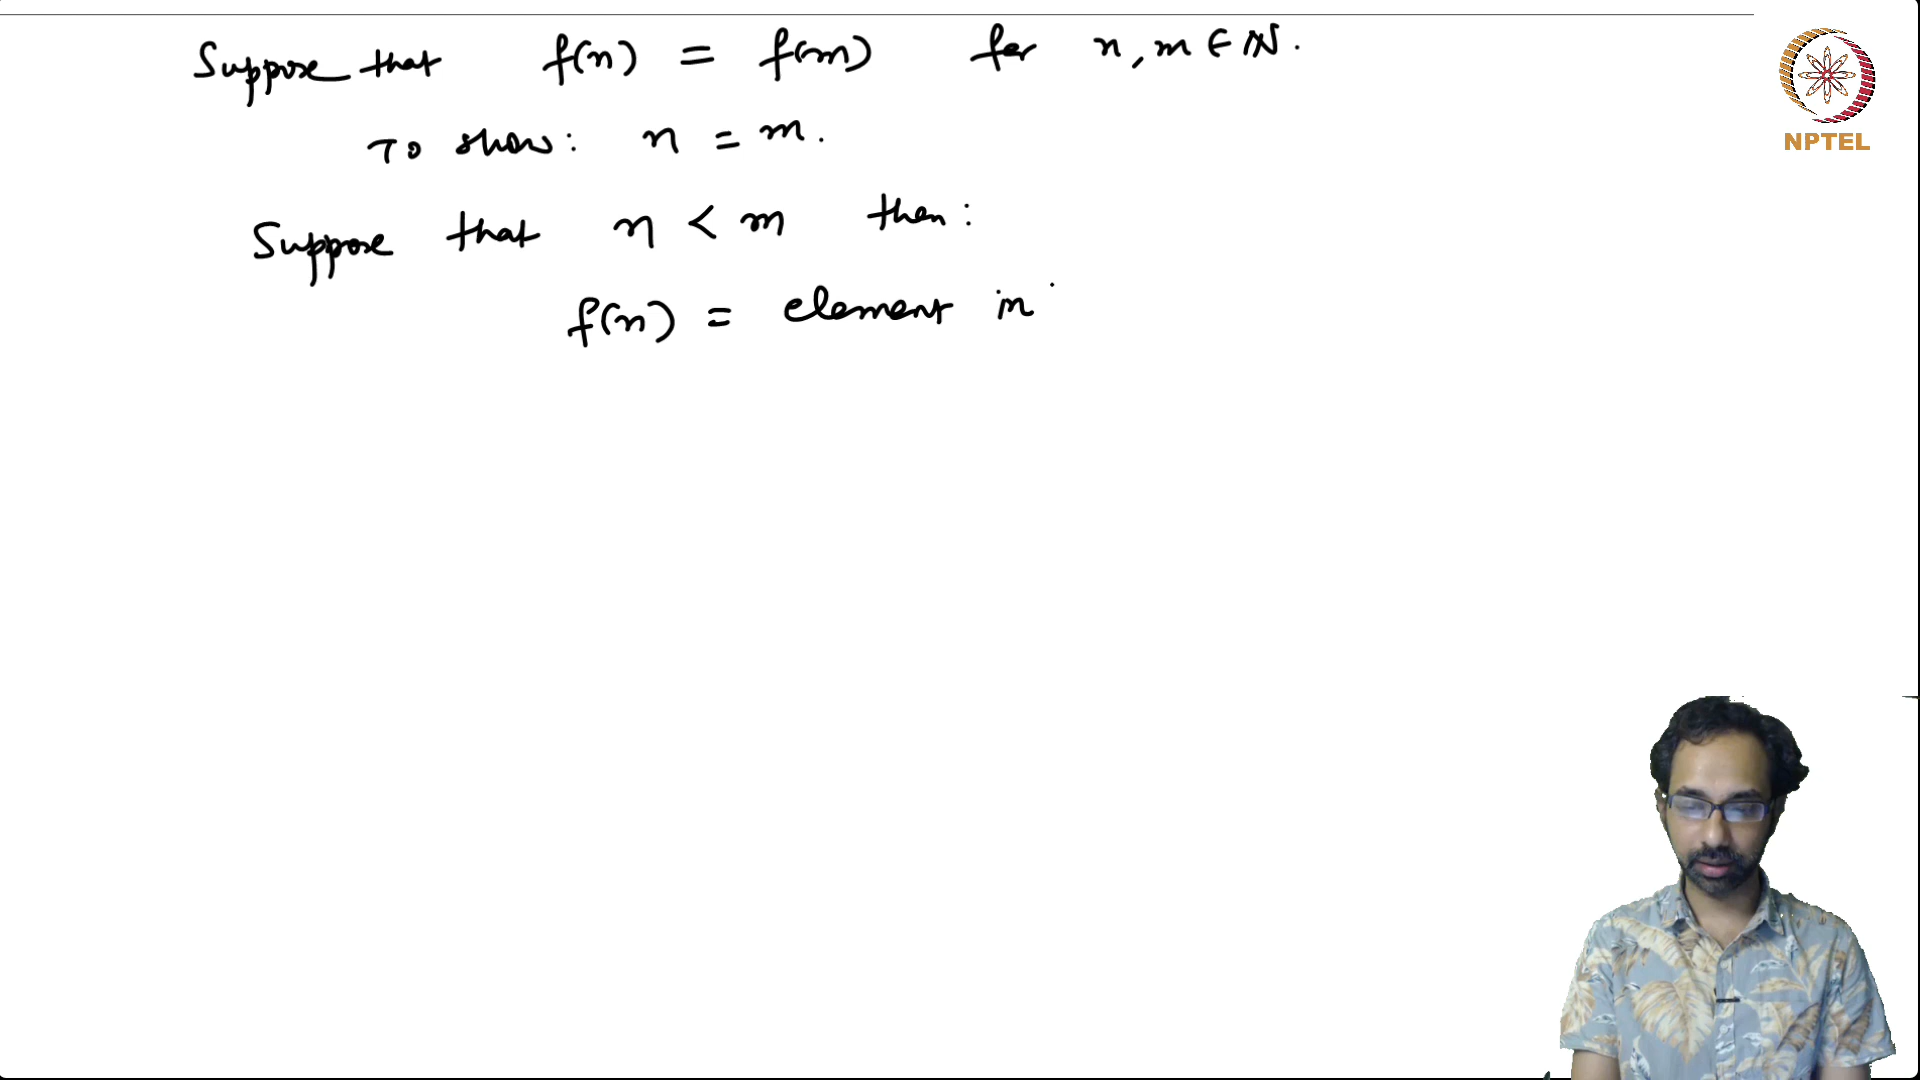 Suppose that f(n) = f(m) for n, m ∈ ℕ.
To show: n = m.
Suppose that n < m then:
f(n) = element in
NPTEL